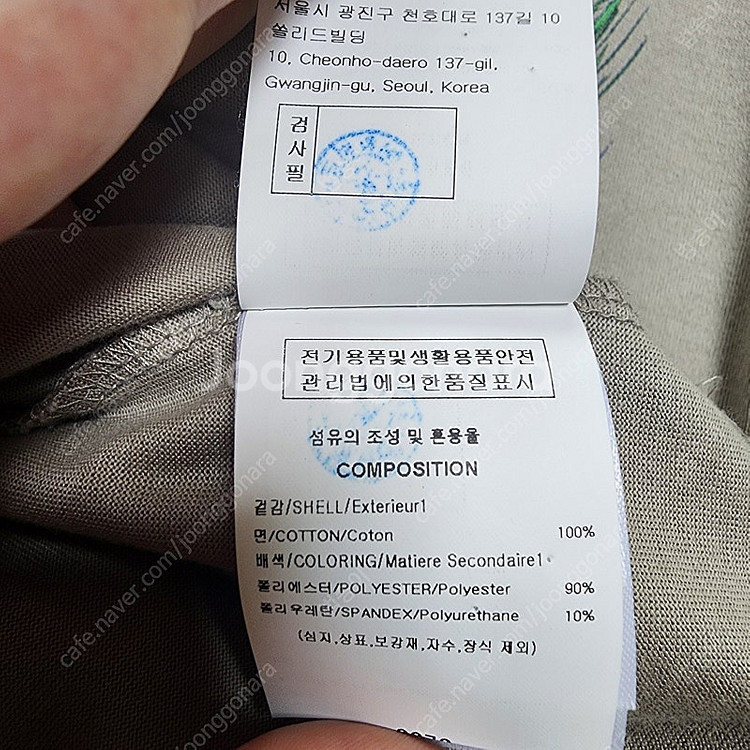 서울시 광진구 천호대로 137길 10
쏠리드빌딩
10, Cheonho-daero 137-gil,
Gwangjin-gu, Seoul, Korea
검사필
전기용품및생활용품안전
관리법에의한품질표시
섬유의 조성 및 혼용율
COMPOSITION
겉감/SHELL/Exterieur1
면/COTTON/Coton 100%
배색/COLORING/Matiere Secondaire1
폴리에스터/POLYESTER/Polyester 90%
폴리우레탄/SPANDEX/Polyurethane 10%
(심지,상표,보강재,자수,장식 제외)
Joonggonara
cafe.naver.com/joonggonara